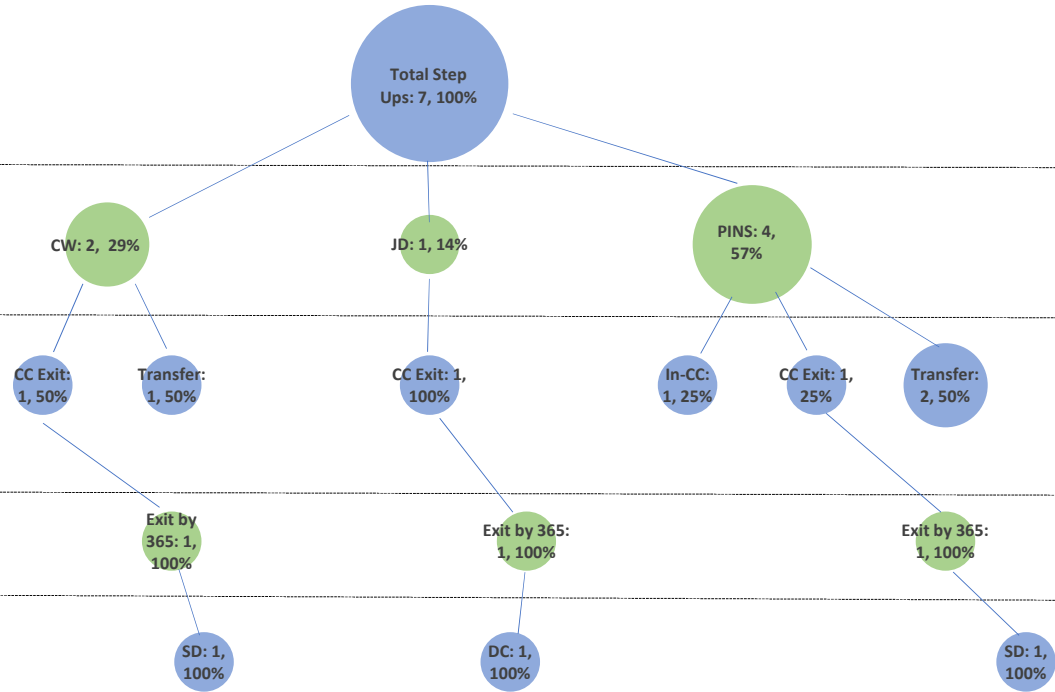 Total Step
Ups: 7, 100%
CW: 2, 29%
JD: 1, 14%
PINS: 4,
57%
CC Exit:
1, 50%
Transfer:
1, 50%
CC Exit: 1,
100%
In-CC:
1, 25%
CC Exit: 1,
25%
Transfer:
2, 50%
Exit by
365: 1,
100%
Exit by 365:
1, 100%
Exit by 365:
1, 100%
SD: 1,
100%
DC: 1,
100%
SD: 1,
100%